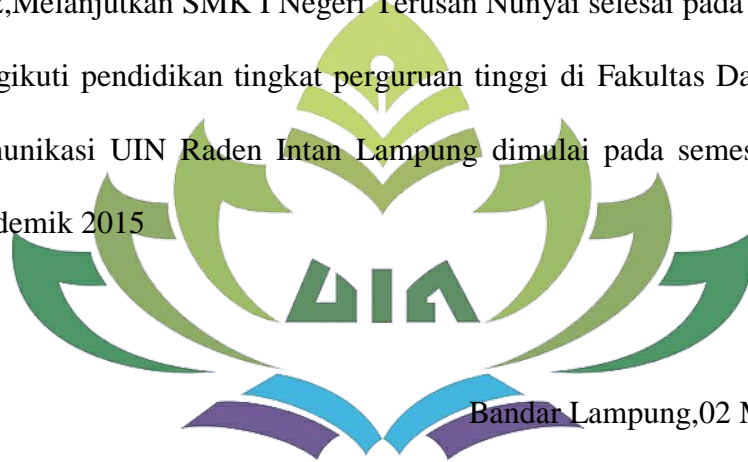 ,Melanjutkan SMK I Negeri Terusan Nunyai selesai pada
gikuti pendidikan tingkat perguruan tinggi di Fakultas Da
unikasi UIN Raden Intan Lampung dimulai pada semes
demik 2015
UIN
Bandar Lampung,02 M